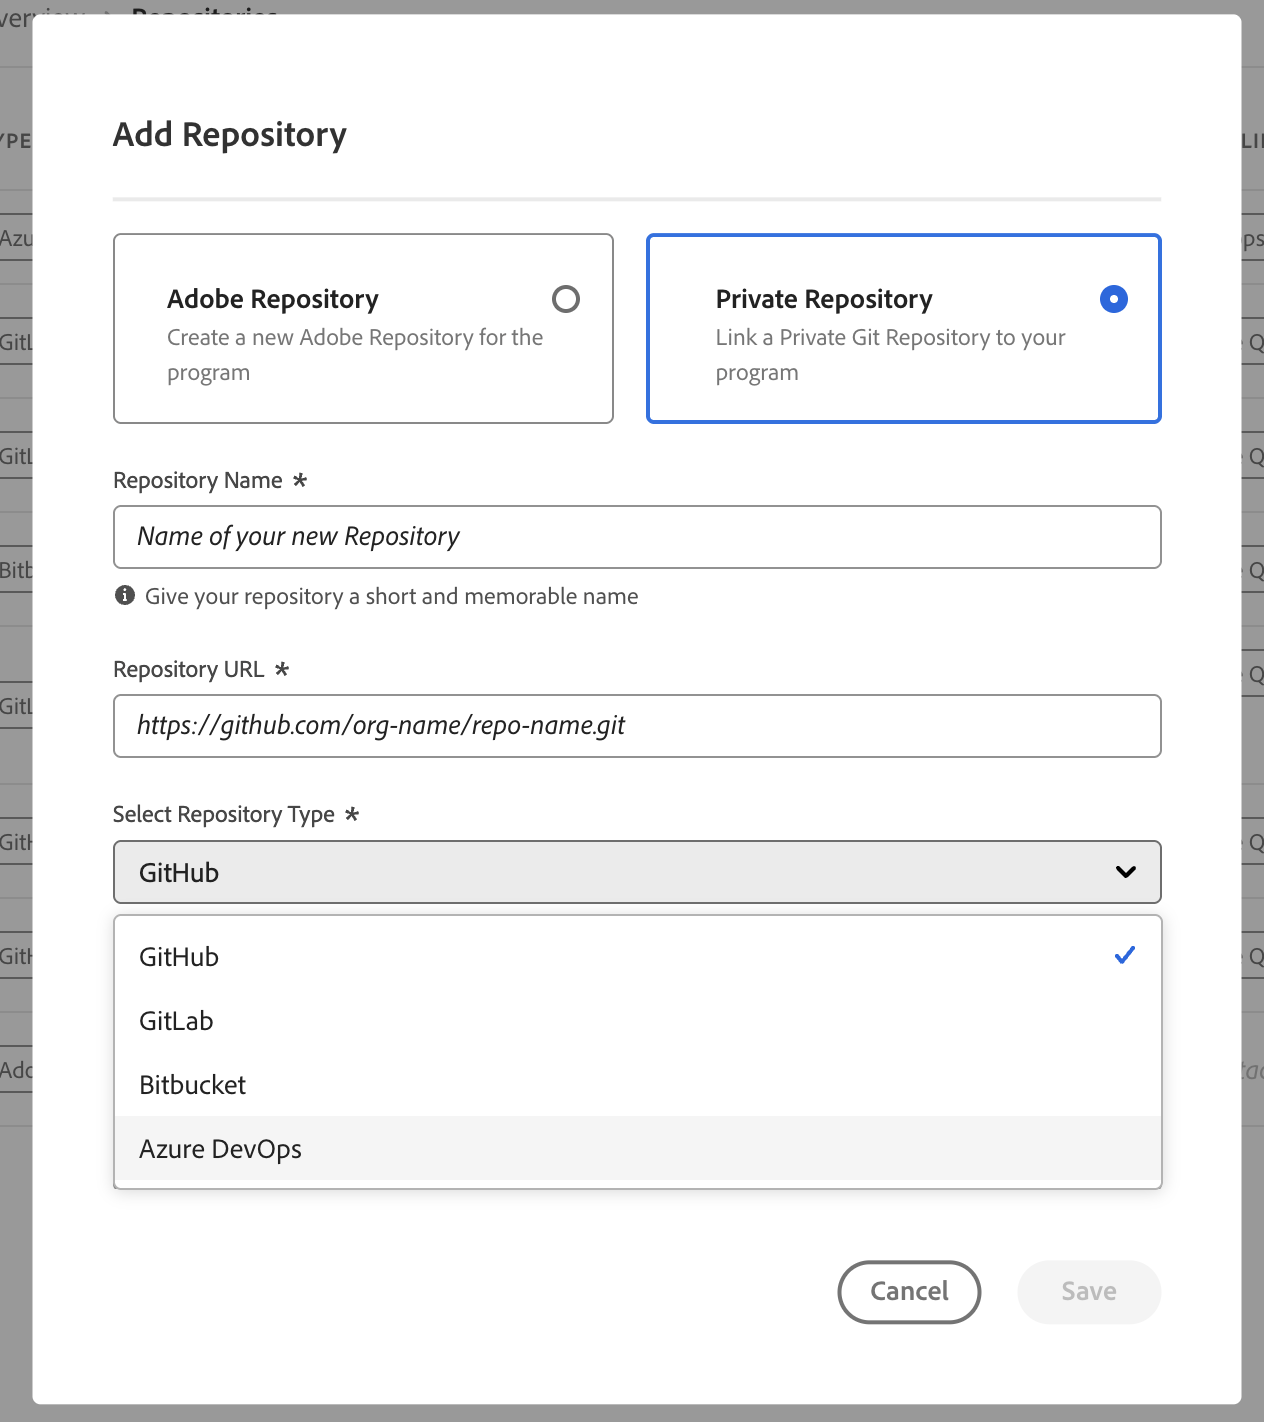 Repositories
Add Repository
Adobe Repository
Create a new Adobe Repository for the
program
Private Repository
Link a Private Git Repository to your
program
Repository Name *
Name of your new Repository
Give your repository a short and memorable name
Repository URL *
https://github.com/org-name/repo-name.git
Select Repository Type *
GitHub
GitHub
GitLab
Bitbucket
Azure DevOps
Cancel
Save